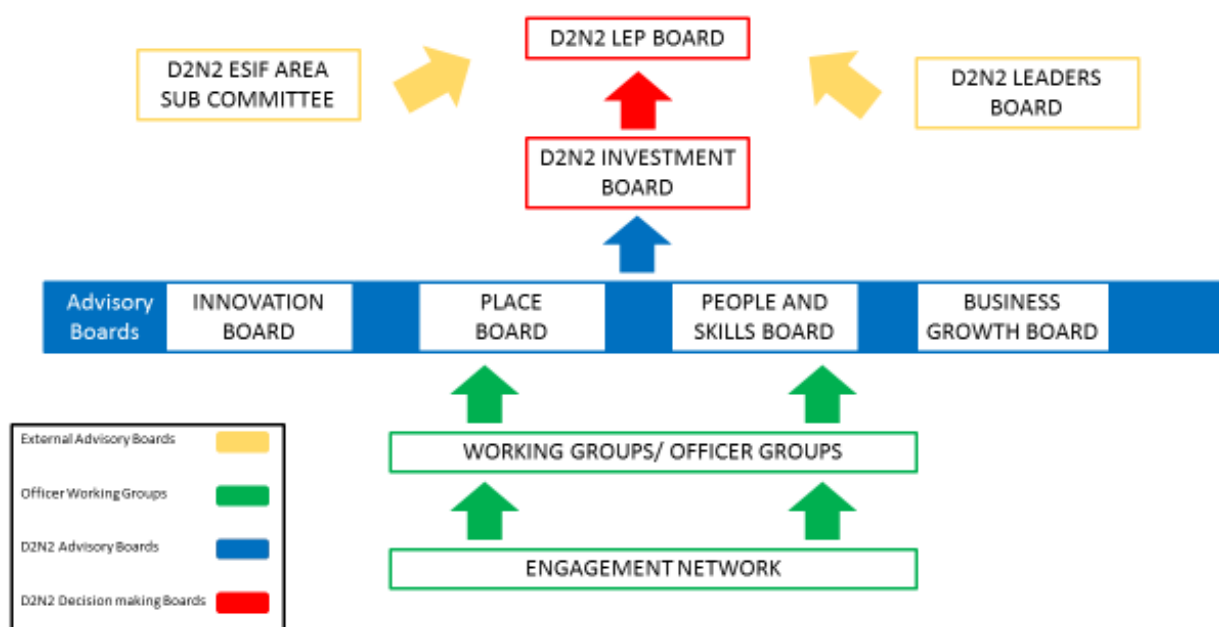 D2N2 LEP BOARD
D2N2 ESIF AREA
SUB COMMITTEE
D2N2 LEADERS
BOARD
D2N2 INVESTMENT
BOARD
Advisory
Boards
INNOVATION
BOARD
PLACE
BOARD
PEOPLE AND
SKILLS BOARD
BUSINESS
GROWTH BOARD
WORKING GROUPS/ OFFICER GROUPS
ENGAGEMENT NETWORK
External Advisory Boards
Officer Working Groups
D2N2 Advisory Boards
D2N2 Decision making Boards